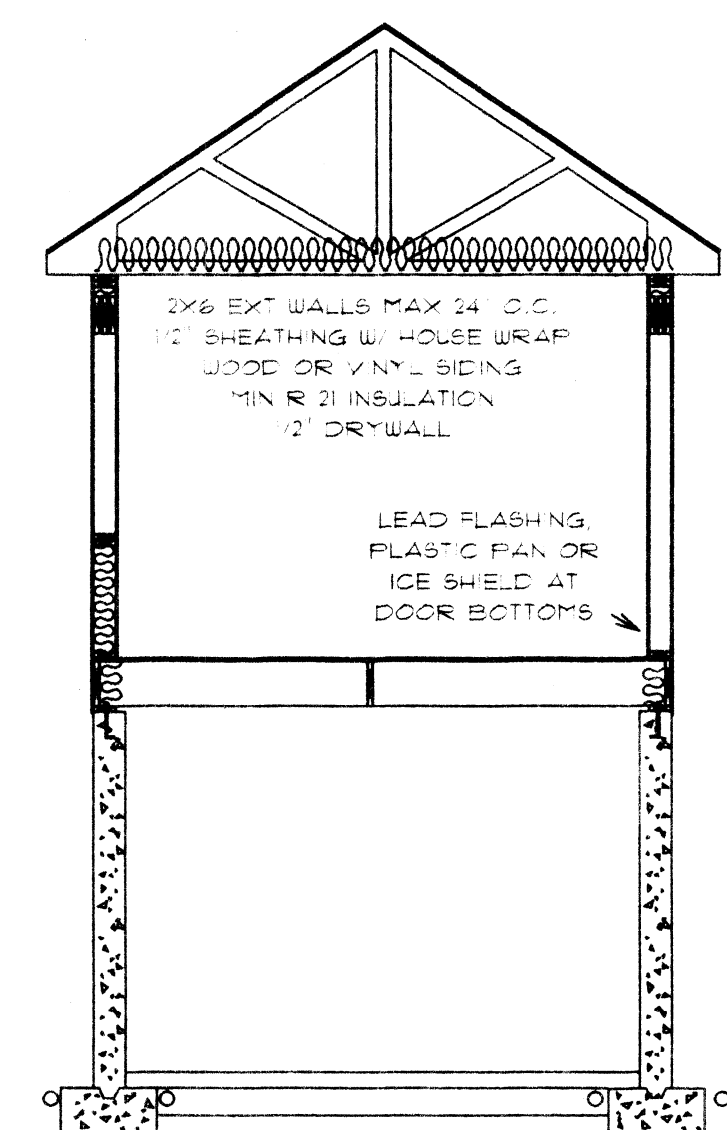 2X6 EXT WALLS MAX 24" O.C.
1/2" SHEATHING W/ HOUSE WRAP
WOOD OR VINYL SIDING
MIN R 21 INSULATION
1/2" DRYWALL
LEAD FLASHING,
PLASTIC PAN OR
ICE SHIELD AT
DOOR BOTTOMS